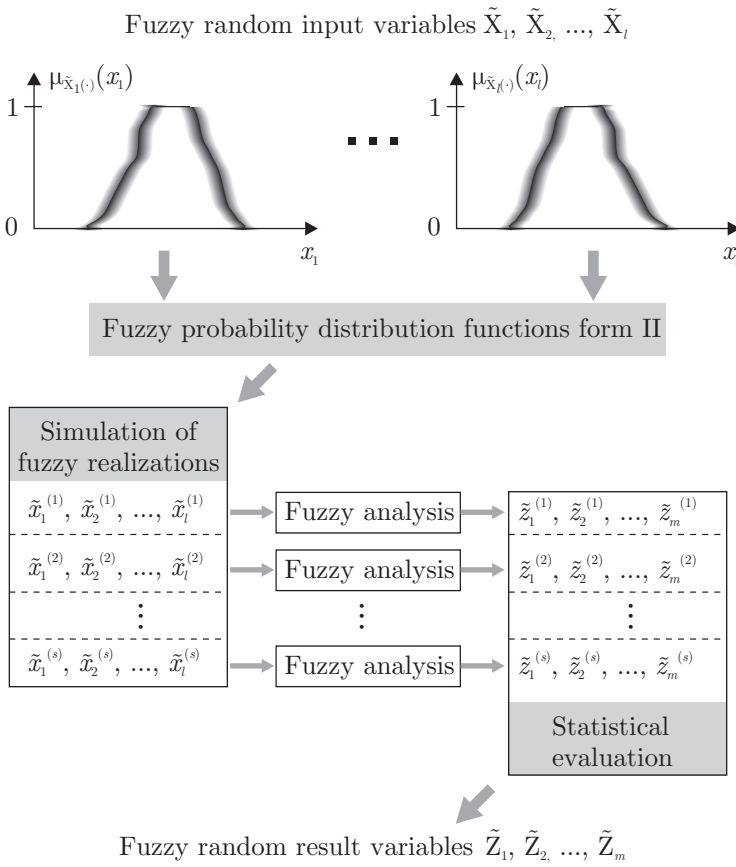 Fuzzy random input variables X̃₁, X̃₂, ..., X̃ₗ
μ_X̃₁(·)(x₁)
μ_X̃ₗ(·)(xₗ)
1
1
0
0
x₁
x
Fuzzy probability distribution functions form II
Simulation of
fuzzy realizations
x̃₁⁽¹⁾, x̃₂⁽¹⁾, ..., x̃ₗ⁽¹⁾
Fuzzy analysis
z̃₁⁽¹⁾, z̃₂⁽¹⁾, ..., z̃ₘ⁽¹⁾
x̃₁⁽²⁾, x̃₂⁽²⁾, ..., x̃ₗ⁽²⁾
Fuzzy analysis
z̃₁⁽²⁾, z̃₂⁽²⁾, ..., z̃ₘ⁽²⁾
⋮ ⋮ ⋮
x̃₁⁽ˢ⁾, x̃₂⁽ˢ⁾, ..., x̃ₗ⁽ˢ⁾
Fuzzy analysis
z̃₁⁽ˢ⁾, z̃₂⁽ˢ⁾, ..., z̃ₘ⁽ˢ⁾
Statistical
evaluation
Fuzzy random result variables Z̃₁, Z̃₂, ..., Z̃ₘ